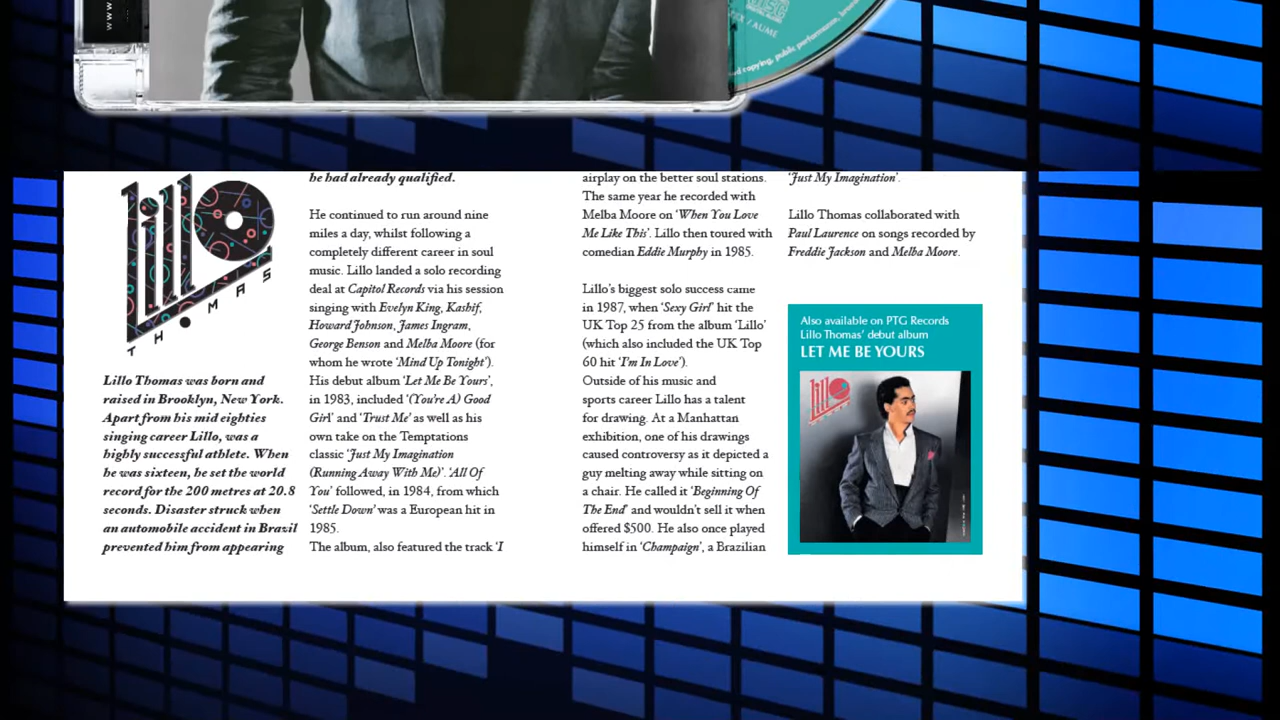 WWW
copying, public performance,
Lillo
THOMAS
Lillo Thomas was born and
raised in Brooklyn, New York.
Apart from his mid eighties
singing career Lillo, was a
highly successful athlete. When
he was sixteen, he set the world
record for the 200 metres at 20.8
seconds. Disaster struck when
an automobile accident in Brazil
prevented him from appearing
he had already qualified.
He continued to run around nine
miles a day, whilst following a
completely different career in soul
music. Lillo landed a solo recording
deal at Capitol Records via his session
singing with Evelyn King, Kashif,
Howard Johnson, James Ingram,
George Benson and Melba Moore (for
whom he wrote ‘Mind Up Tonight’).
His debut album ‘Let Me Be Yours’,
in 1983, included ‘(You’re A) Good
Girl’ and ‘Trust Me’ as well as his
own take on the Temptations
classic ‘Just My Imagination
(Running Away With Me)’. ‘All Of
You’ followed, in 1984, from which
‘Settle Down’ was a European hit in
1985.
The album, also featured the track ‘I
airplay on the better soul stations.
The same year he recorded with
Melba Moore on ‘When You Love
Me Like This’. Lillo then toured with
comedian Eddie Murphy in 1985.
Lillo’s biggest solo success came
in 1987, when ‘Sexy Girl’ hit the
UK Top 25 from the album ‘Lillo’
(which also included the UK Top
60 hit ‘I’m In Love’).
Outside of his music and
sports career Lillo has a talent
for drawing. At a Manhattan
exhibition, one of his drawings
caused controversy as it depicted a
guy melting away while sitting on
a chair. He called it ‘Beginning Of
The End’ and wouldn’t sell it when
offered $500. He also once played
himself in ‘Champaign’, a Brazilian
‘Just My Imagination’.
Lillo Thomas collaborated with
Paul Laurence on songs recorded by
Freddie Jackson and Melba Moore.
Also available on PTG Records
Lillo Thomas’ debut album
LET ME BE YOURS
Lillo